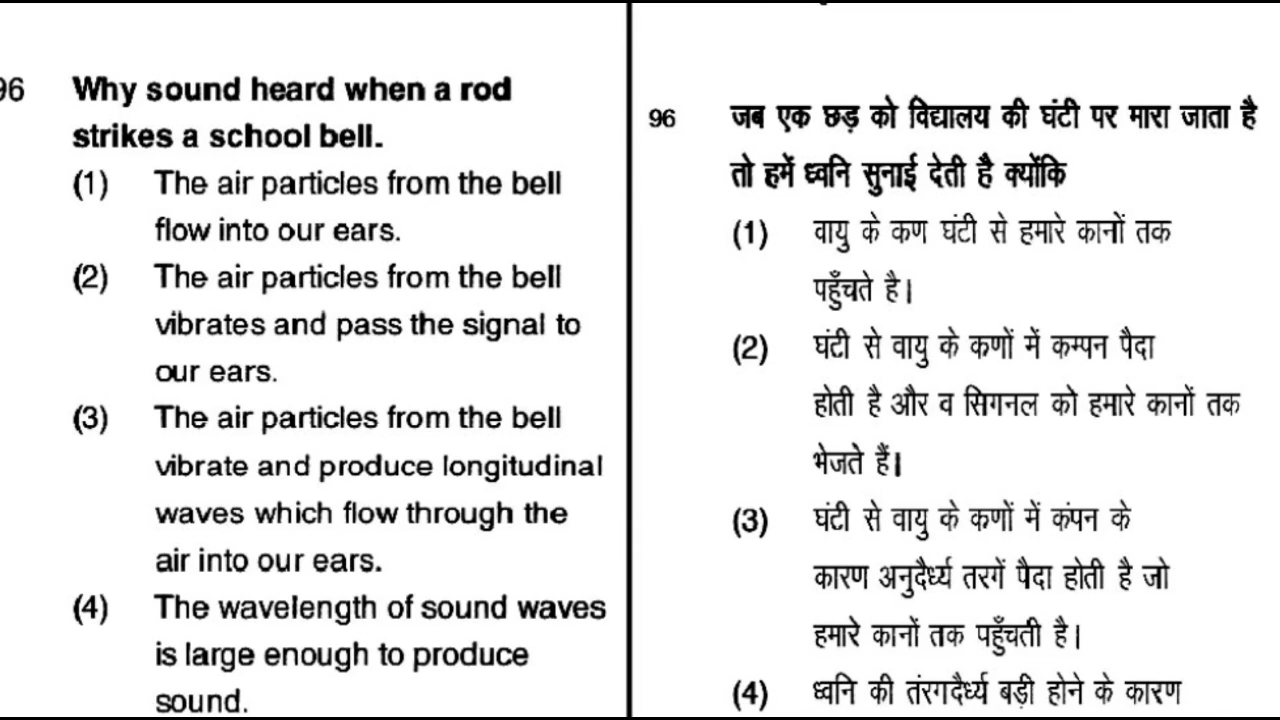 96 Why sound heard when a rod
strikes a school bell.
(1) The air particles from the bell
flow into our ears.
(2) The air particles from the bell
vibrates and pass the signal to
our ears.
(3) The air particles from the bell
vibrate and produce longitudinal
waves which flow through the
air into our ears.
(4) The wavelength of sound waves
is large enough to produce
sound.
96 जब एक छड़ को विद्यालय की घंटी पर मारा जाता है
तो हमें ध्वनि सुनाई देती है क्योंकि
(1) वायु के कण घंटी से हमारे कानों तक
पहुँचते है।
(2) घंटी से वायु के कणों में कम्पन पैदा
होती है और व सिगनल को हमारे कानों तक
भेजते हैं।
(3) घंटी से वायु के कणों में कंपन के
कारण अनुदैर्ध्य तरगें पैदा होती है जो
हमारे कानों तक पहुँचती है।
(4) ध्वनि की तंरगदैर्ध्य बड़ी होने के कारण